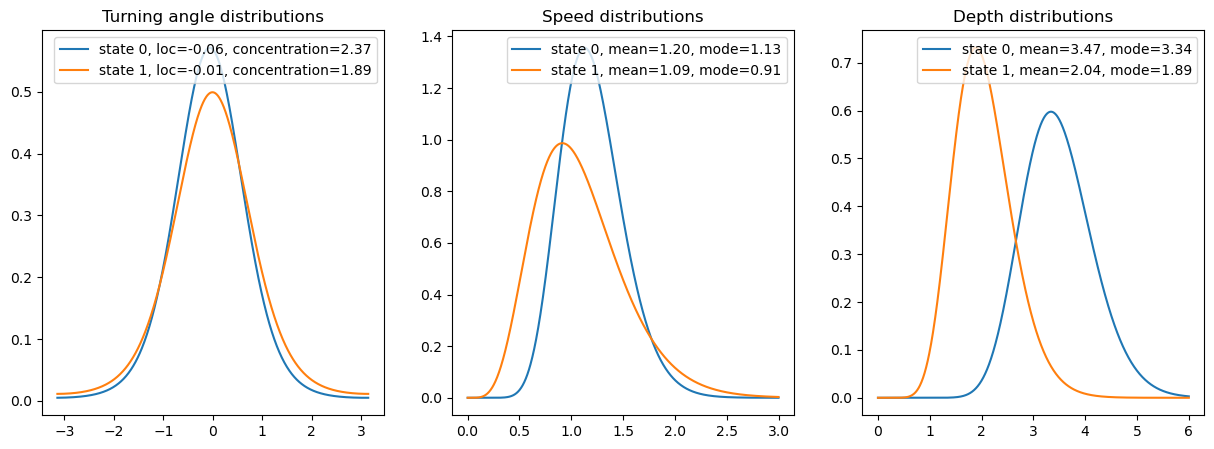 Turning angle distributions
state 0, loc=-0.06, concentration=2.37
state 1, loc=-0.01, concentration=1.89
0.5
0.4
0.3
0.2
0.1
0.0
−3 −2 −1 0 1 2 3
Speed distributions
state 0, mean=1.20, mode=1.13
state 1, mean=1.09, mode=0.91
1.4
1.2
1.0
0.8
0.6
0.4
0.2
0.0
0.0 0.5 1.0 1.5 2.0 2.5 3.0
Depth distributions
state 0, mean=3.47, mode=3.34
state 1, mean=2.04, mode=1.89
0.7
0.6
0.5
0.4
0.3
0.2
0.1
0.0
0 1 2 3 4 5 6